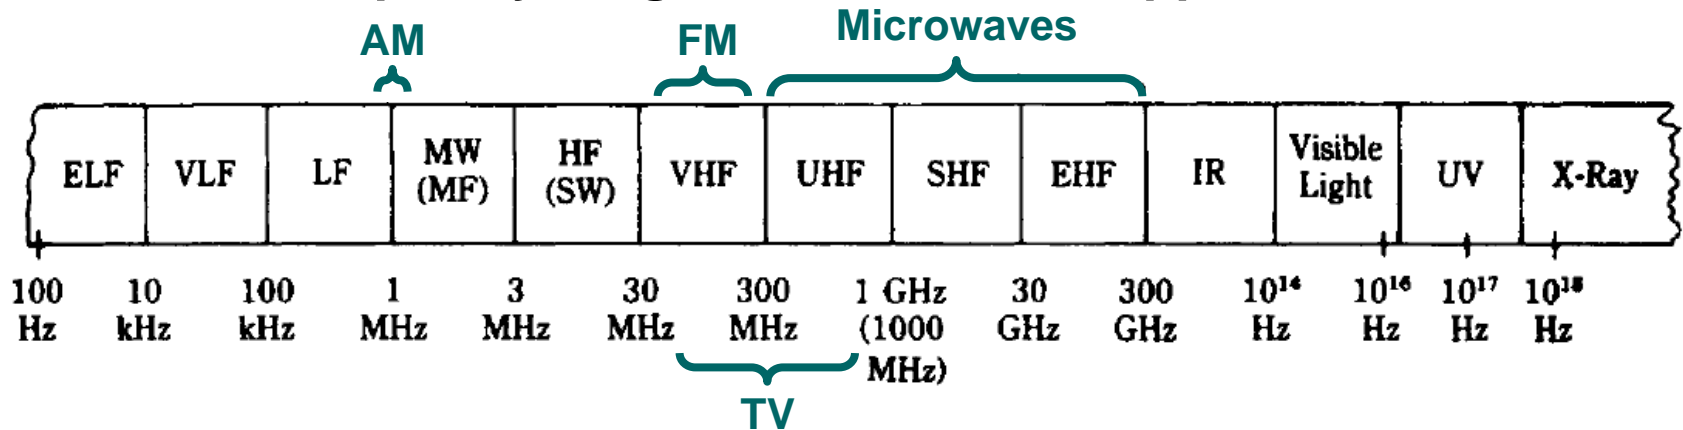 AM FM Microwaves
ELF VLF LF MW (MF) HF (SW) VHF UHF SHF EHF IR Visible Light UV X-Ray
100 Hz
10 kHz
100 kHz
1 MHz
3 MHz
30 MHz
300 MHz
1 GHz (1000 MHz)
30 GHz
300 GHz
10¹⁴ Hz
10¹⁶ Hz
10¹⁷ Hz
10¹⁸ Hz
TV